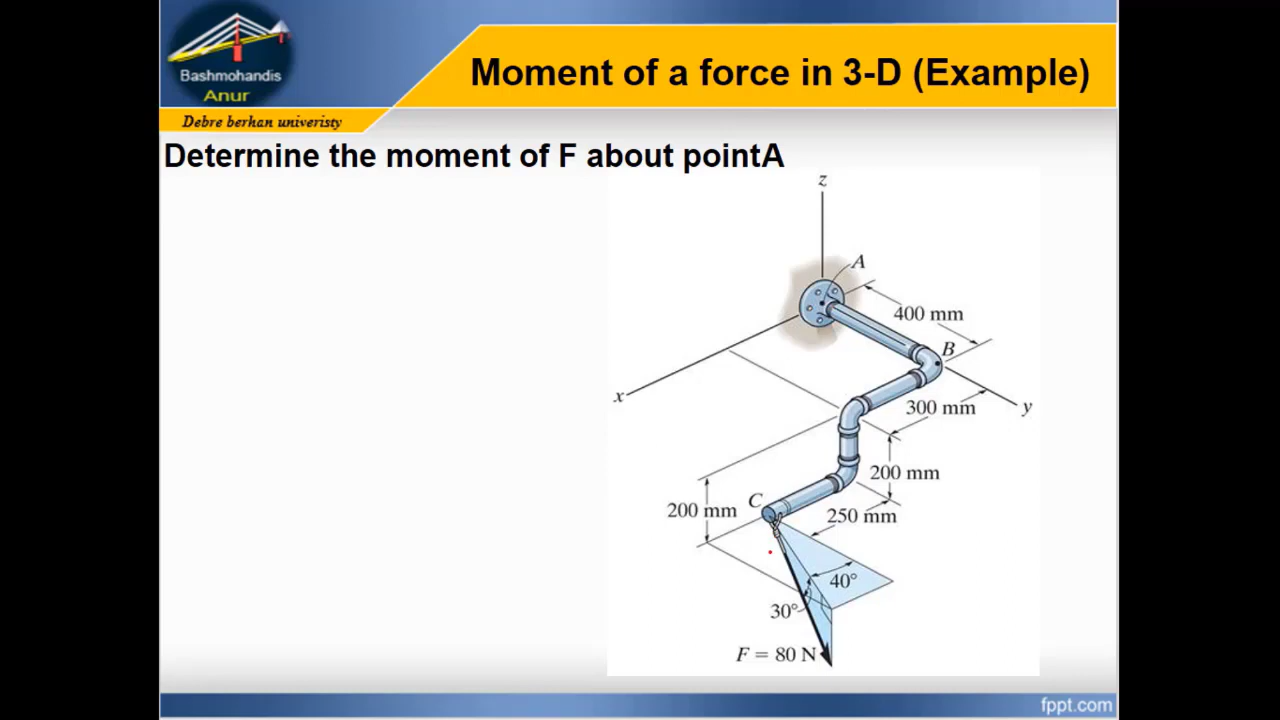 Bashmohandis
Anur
Moment of a force in 3-D (Example)
Debre berhan univeristy
Determine the moment of F about pointA
z
A
400 mm
B
x
300 mm
y
200 mm
C
200 mm
250 mm
40°
30°
F = 80 N
fppt.com